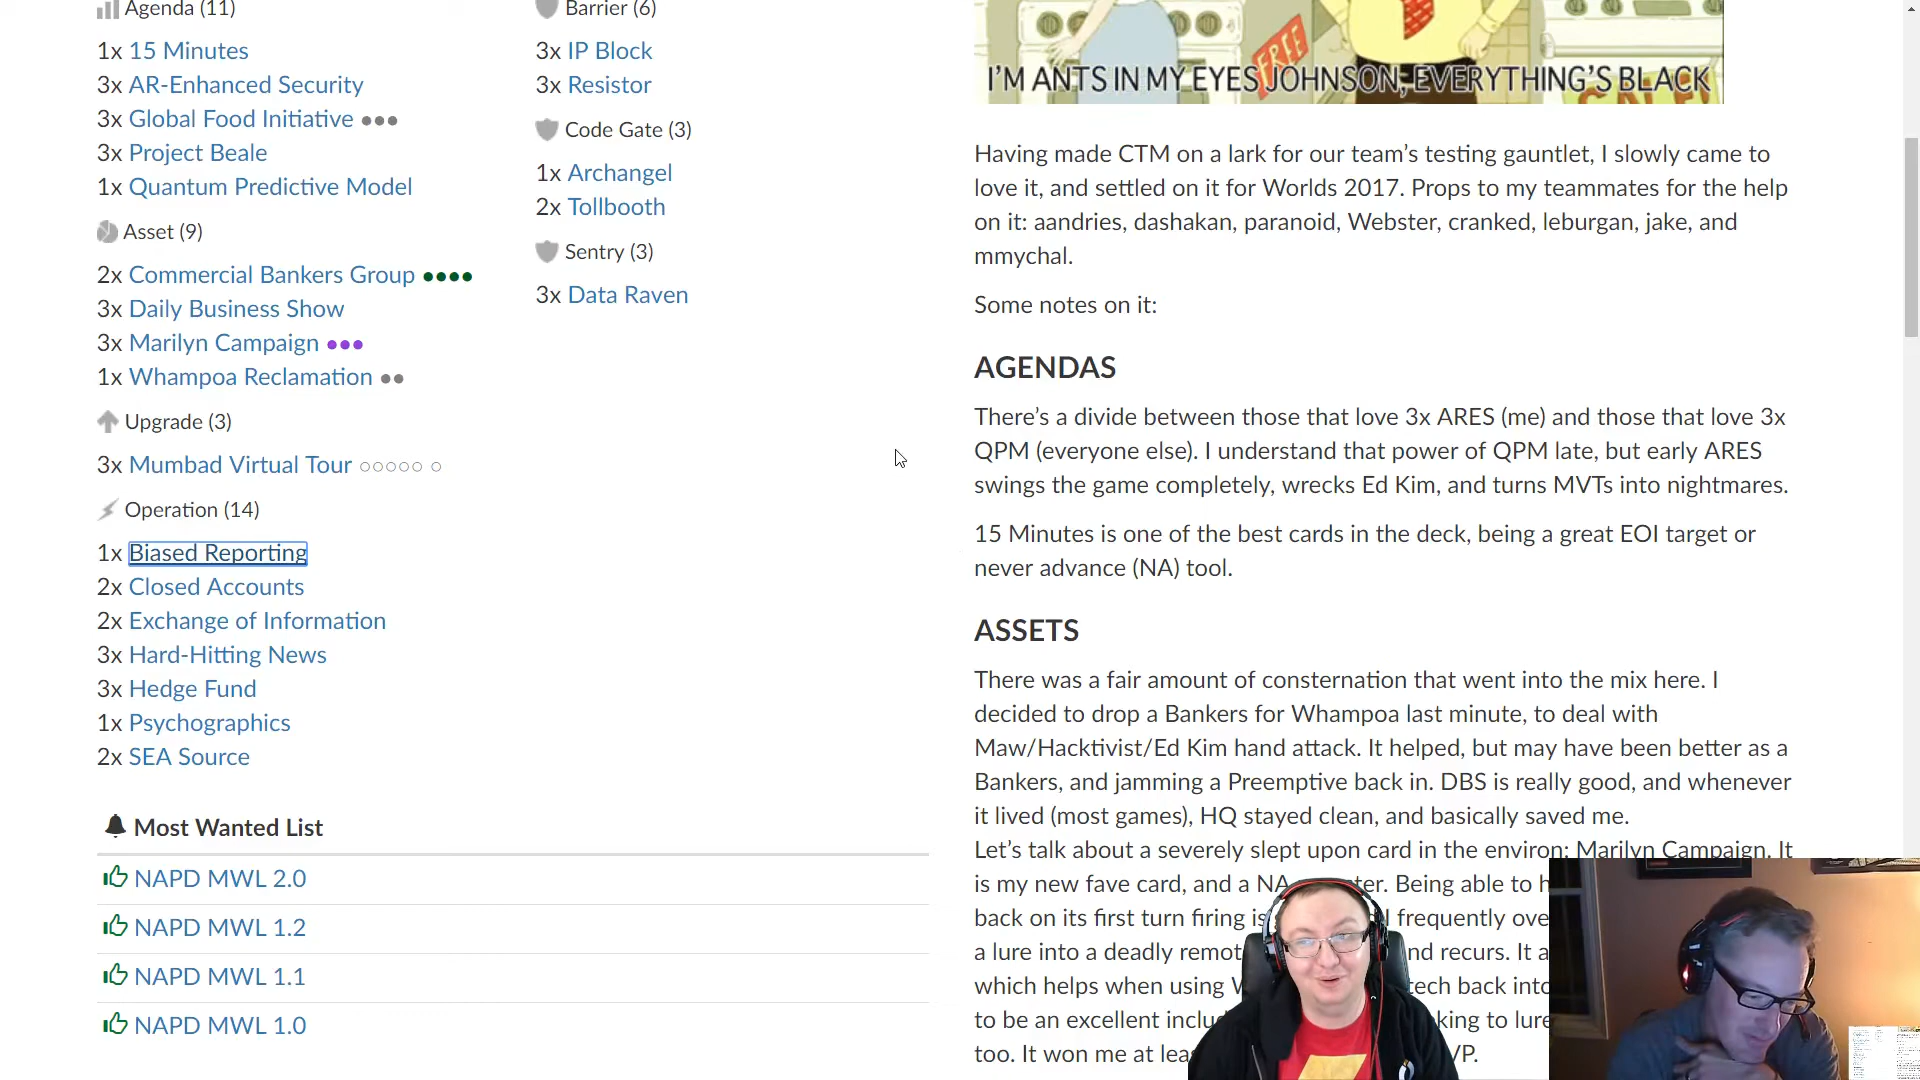 Agenda (11)
1x 15 Minutes
3x AR-Enhanced Security
3x Global Food Initiative
3x Project Beale
1x Quantum Predictive Model
Asset (9)
2x Commercial Bankers Group
3x Daily Business Show
3x Marilyn Campaign
1x Whampoa Reclamation
Upgrade (3)
3x Mumbad Virtual Tour
Operation (14)
1x Biased Reporting
2x Closed Accounts
2x Exchange of Information
3x Hard-Hitting News
3x Hedge Fund
1x Psychographics
2x SEA Source
Barrier (6)
3x IP Block
3x Resistor
Code Gate (3)
1x Archangel
2x Tollbooth
Sentry (3)
3x Data Raven
Most Wanted List
NAPD MWL 2.0
NAPD MWL 1.2
NAPD MWL 1.1
NAPD MWL 1.0
FREE
I'M ANTS IN MY EYES JOHNSON, EVERYTHING'S BLACK
Having made CTM on a lark for our team's testing gauntlet, I slowly came to
love it, and settled on it for Worlds 2017. Props to my teammates for the help
on it: aandries, dashakan, paranoid, Webster, cranked, leburgan, jake, and
mmychal.
Some notes on it:
AGENDAS
There's a divide between those that love 3x ARES (me) and those that love 3x
QPM (everyone else). I understand that power of QPM late, but early ARES
swings the game completely, wrecks Ed Kim, and turns MVTs into nightmares.
15 Minutes is one of the best cards in the deck, being a great EOI target or
never advance (NA) tool.
ASSETS
There was a fair amount of consternation that went into the mix here. I
decided to drop a Bankers for Whampoa last minute, to deal with
Maw/Hacktivist/Ed Kim hand attack. It helped, but may have been better as a
Bankers, and jamming a Preemptive back in. DBS is really good, and whenever
it lived (most games), HQ stayed clean, and basically saved me.
Let's talk about a severely slept upon card in the environ: Marilyn Campaign. It
is my new fave card, and a NA Being able to
back on its first turn firing is frequently
a lure into a deadly nd recurs. It
which helps when using tech back
to be an excellent king to lure
too. It won me at VP.